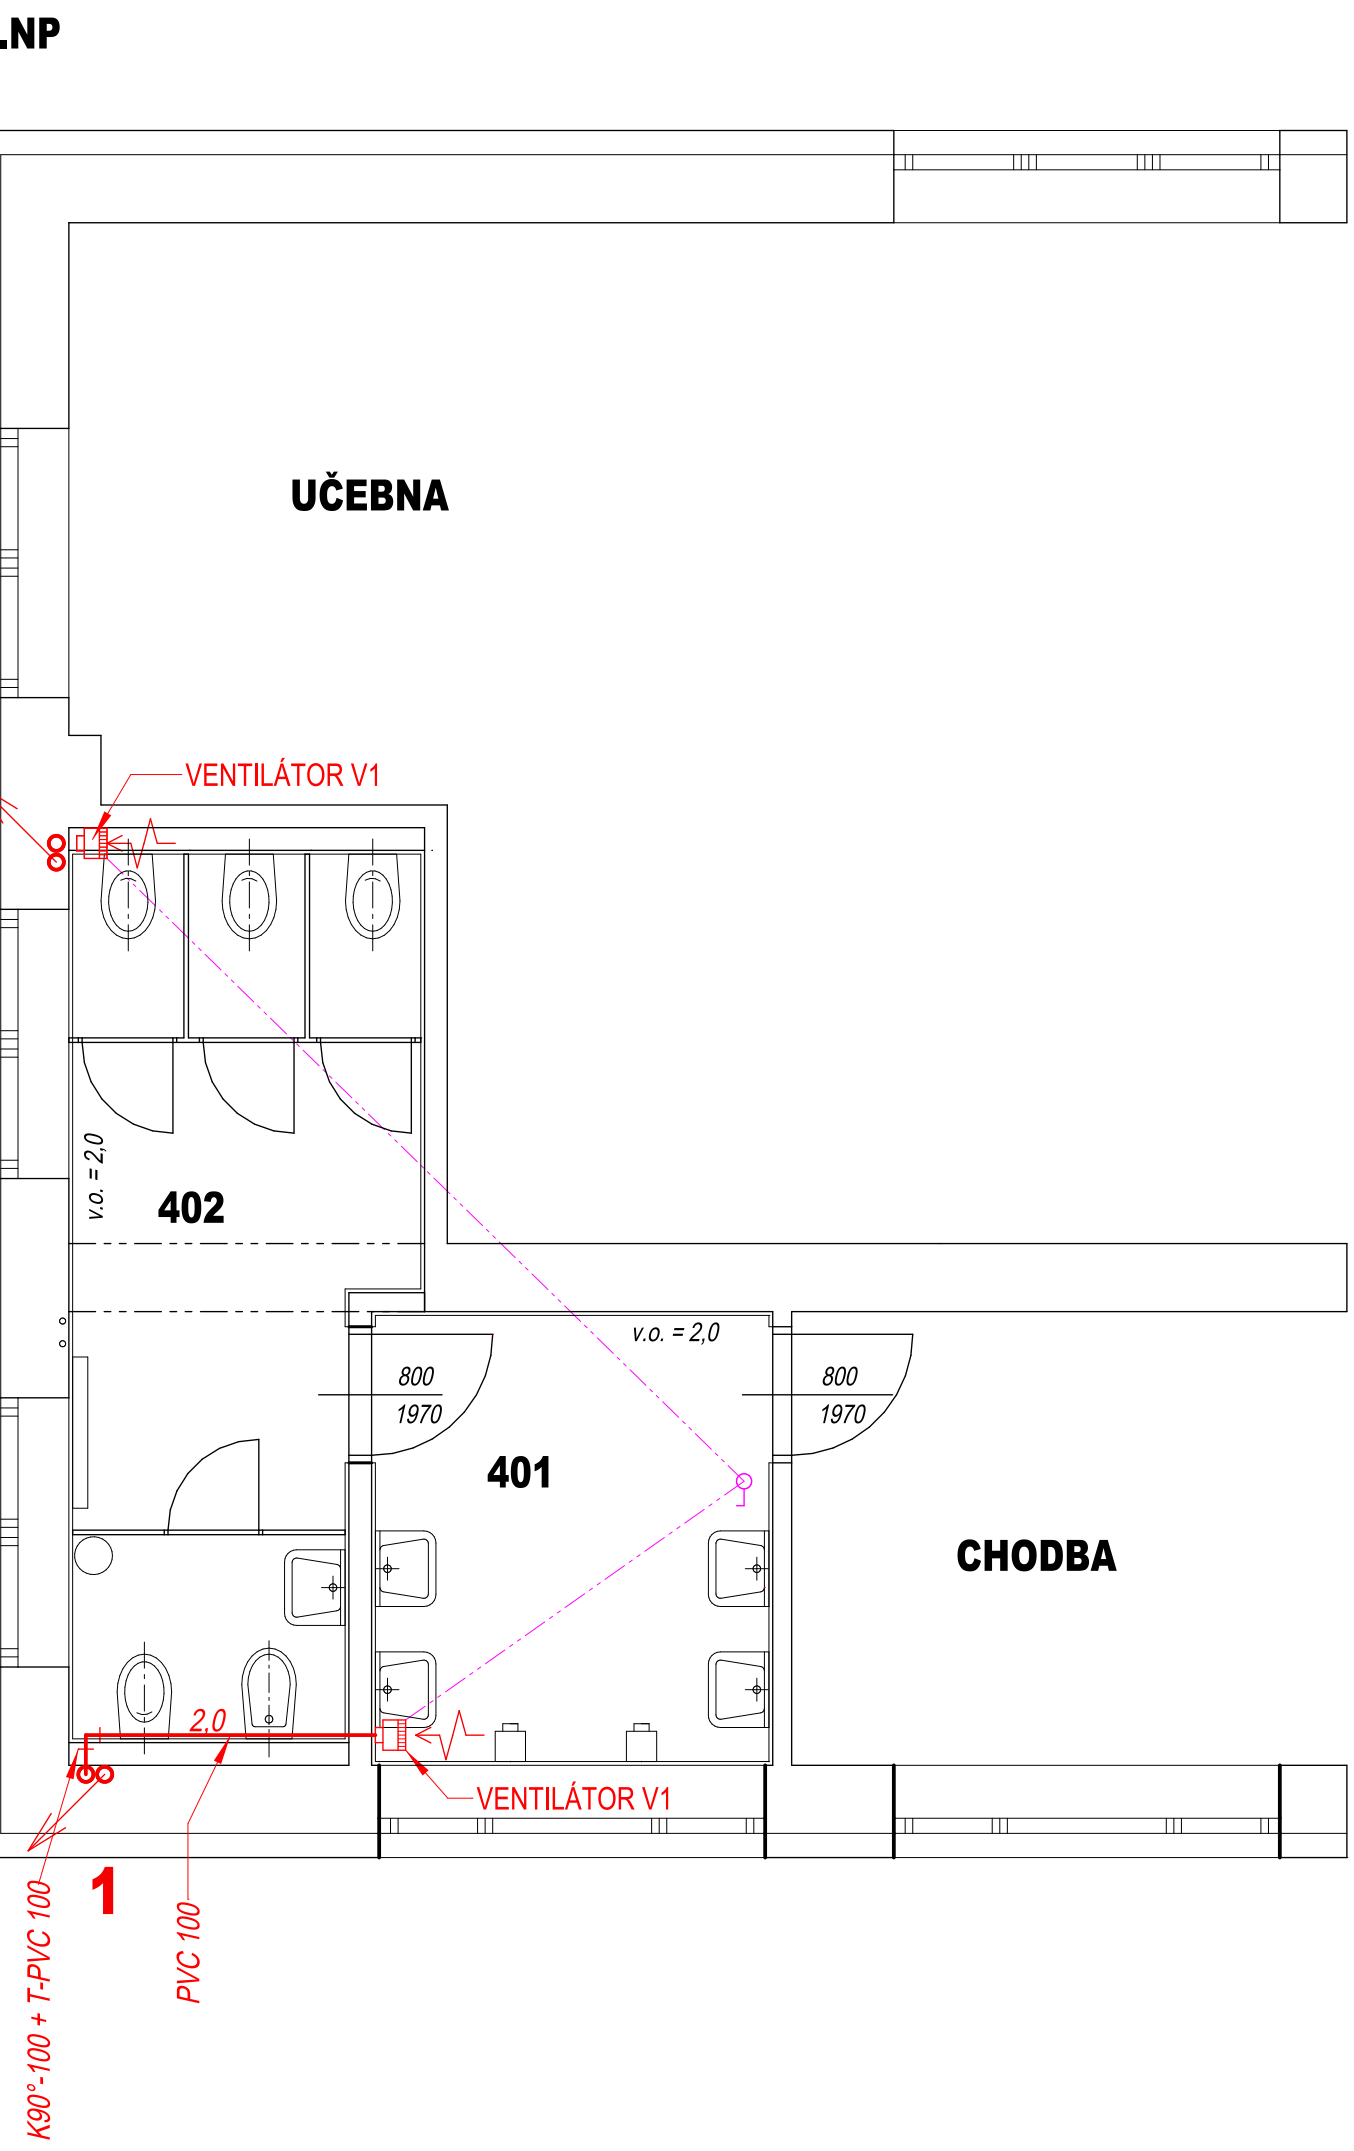 .NP
UČEBNA
VENTILÁTOR V1
v.o. = 2,0
402
v.o. = 2,0
800
1970
800
1970
401
CHODBA
2,0
VENTILÁTOR V1
1
K90°-100 + T-PVC 100
PVC 100